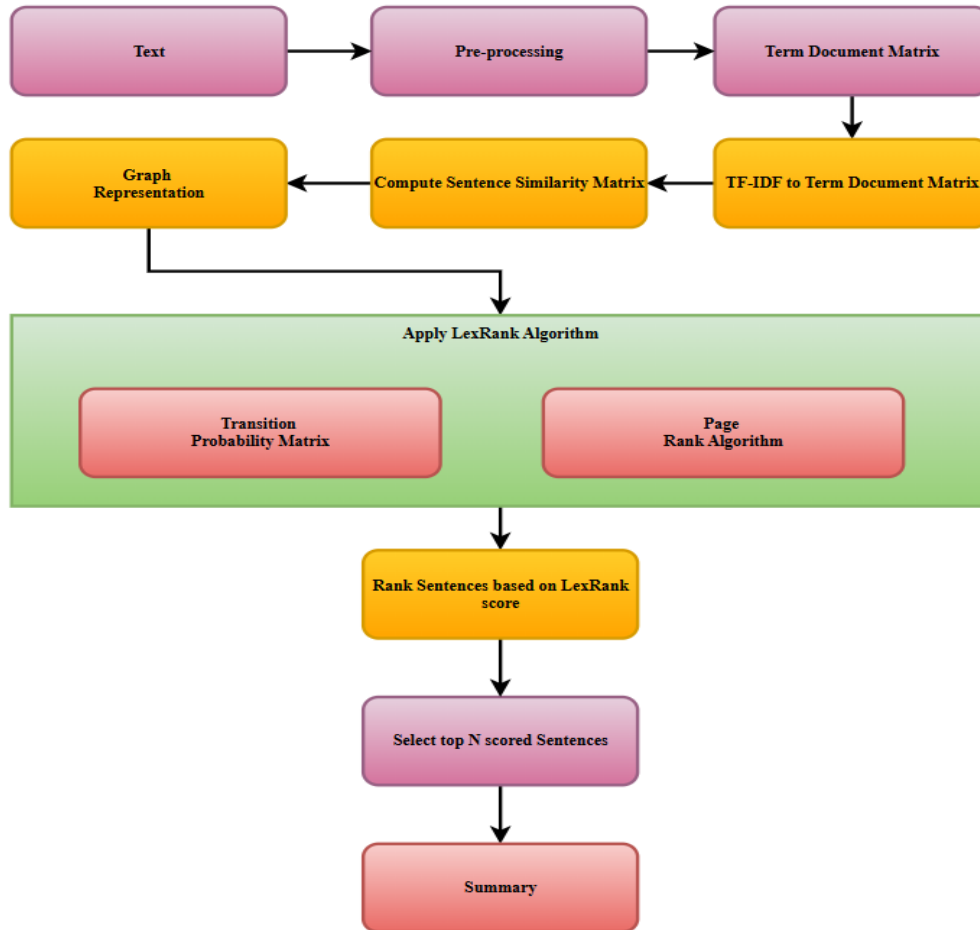 Text
Pre-processing
Term Document Matrix
Graph
Representation
Compute Sentence Similarity Matrix
TF-IDF to Term Document Matrix
Apply LexRank Algorithm
Transition
Probability Matrix
Page
Rank Algorithm
Rank Sentences based on LexRank
score
Select top N scored Sentences
Summary